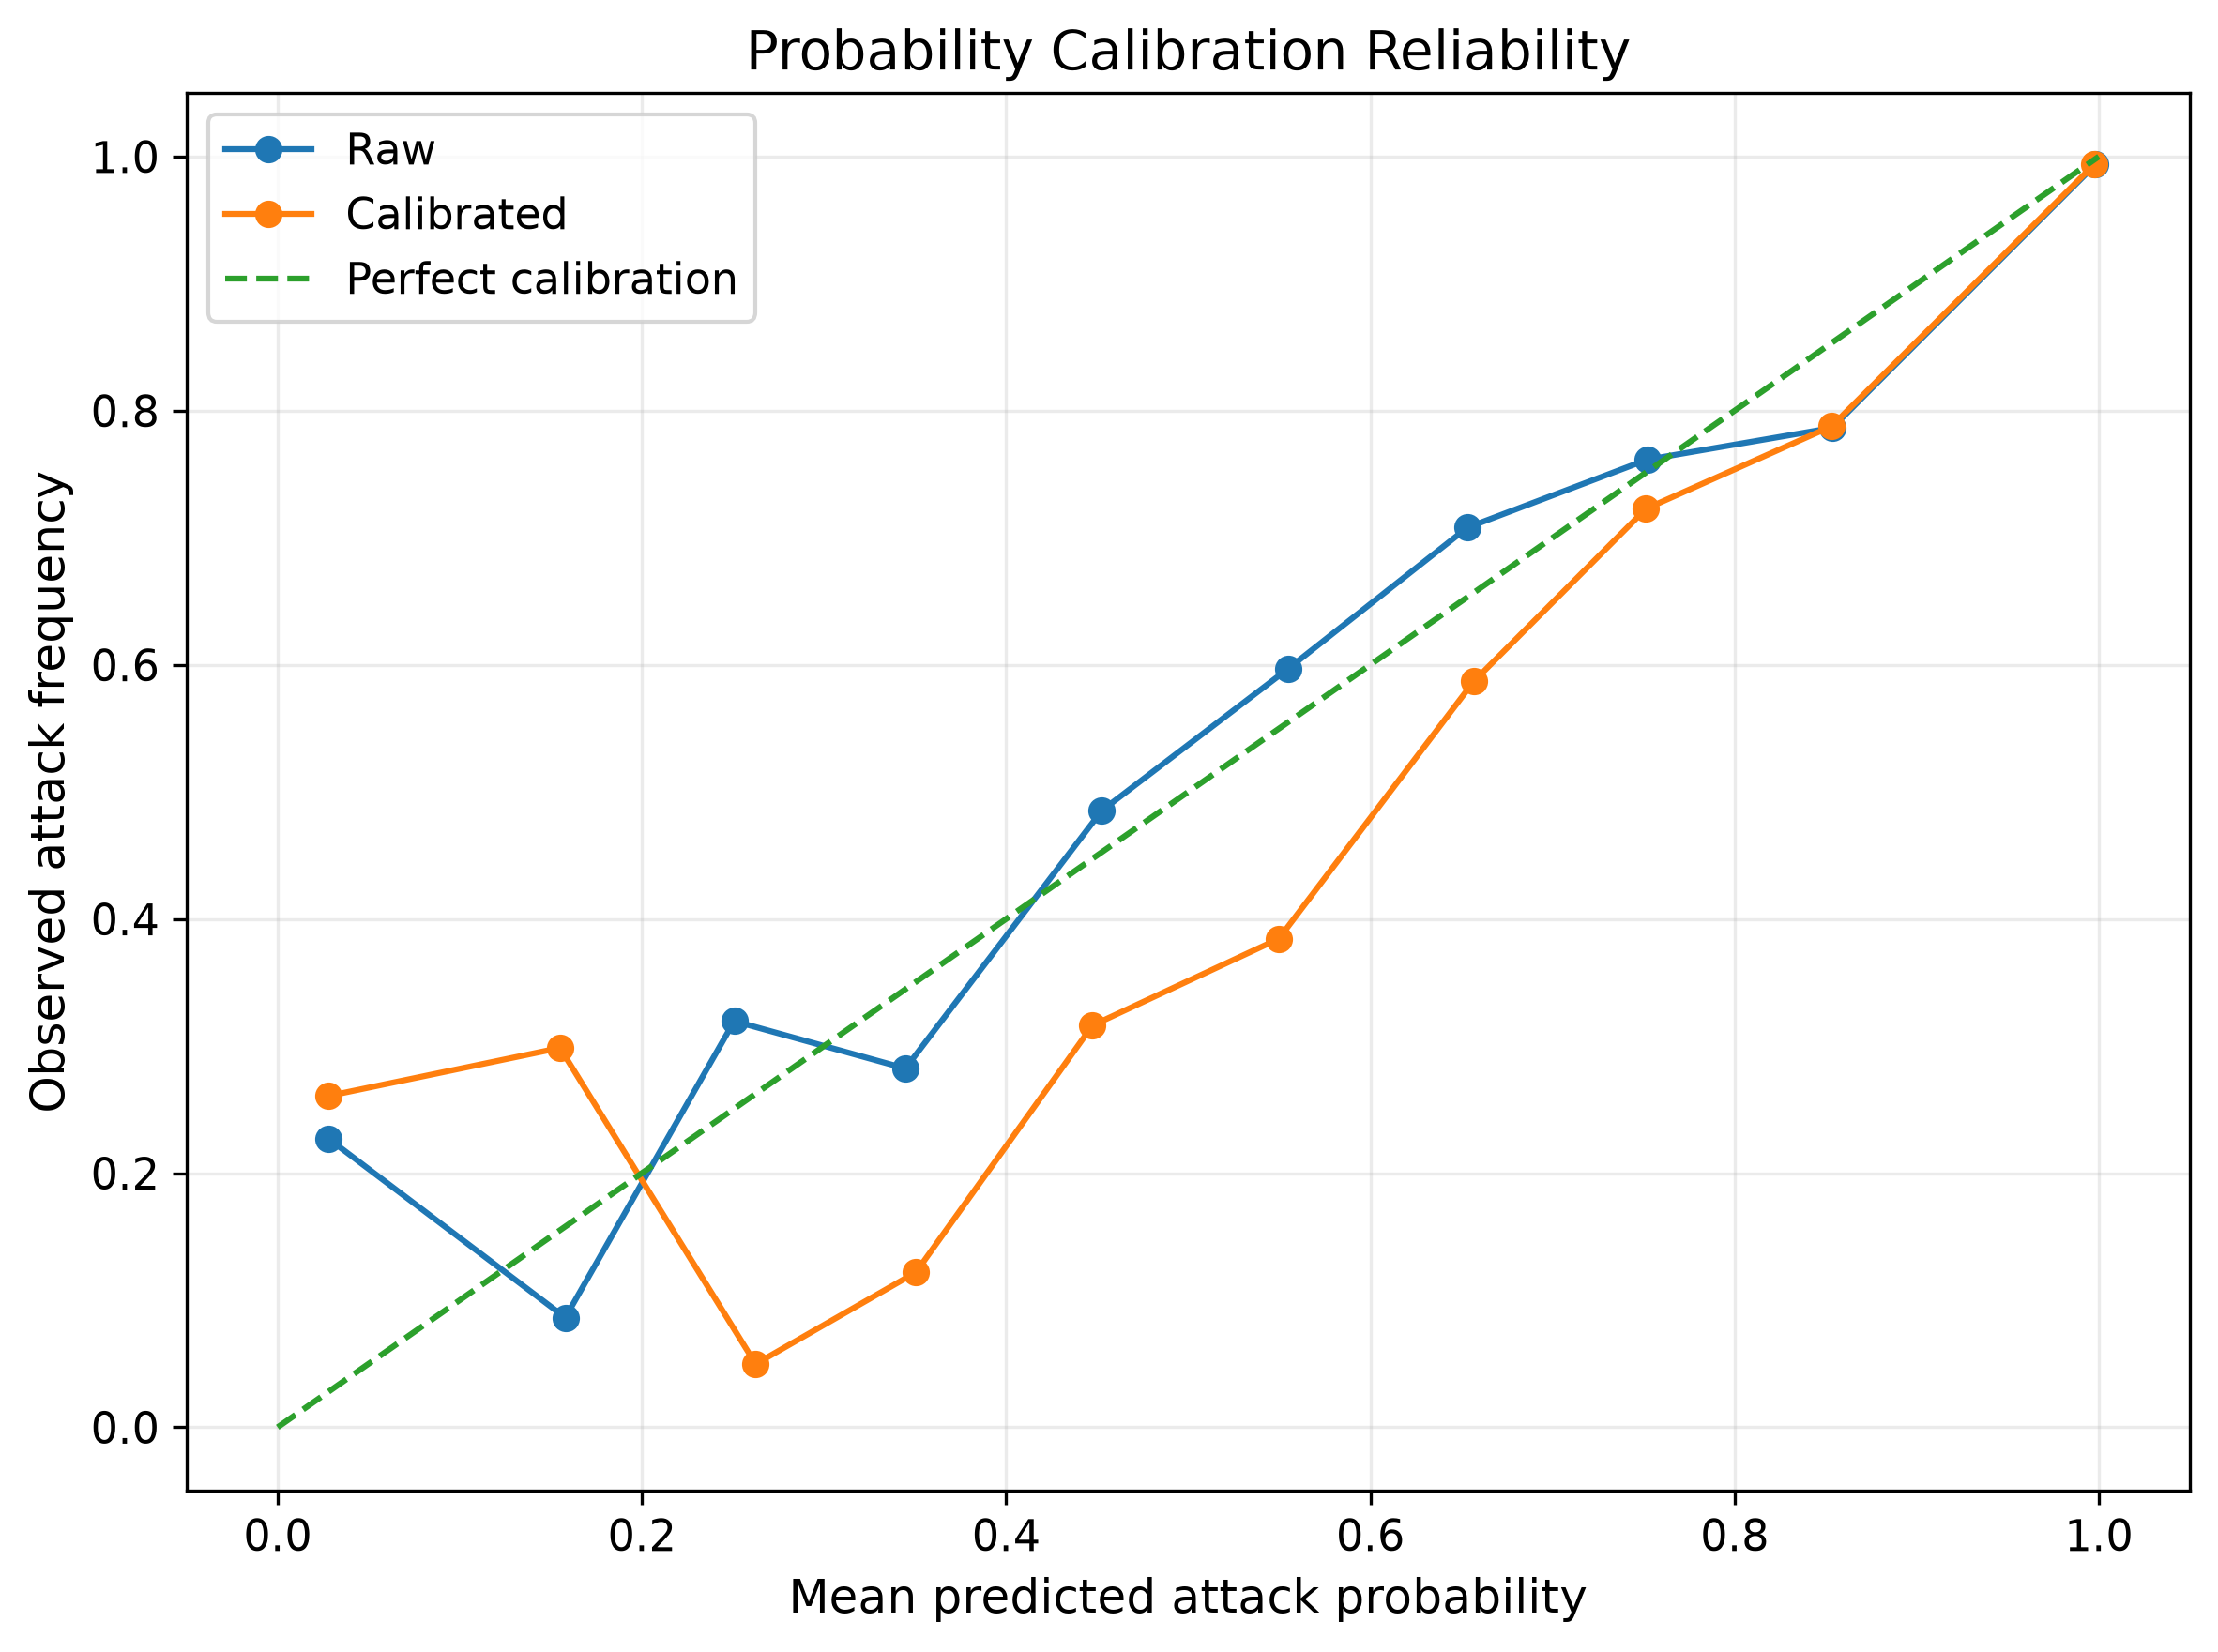 Probability Calibration Reliability
Raw
Calibrated
Perfect calibration
1.0
0.8
0.6
0.4
0.2
0.0
Observed attack frequency
0.0 0.2 0.4 0.6 0.8 1.0
Mean predicted attack probability